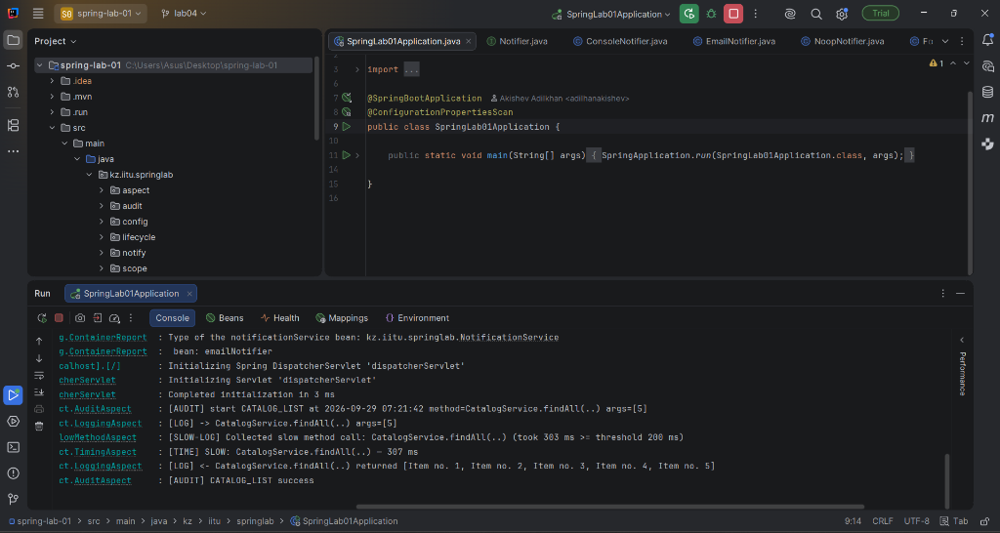 S0 spring-lab-01 lab04 SpringLab01Application Trial
Project
spring-lab-01 C:\Users\Asus\Desktop\spring-lab-01
.idea
.mvn
.run
src
main
java
kz.iitu.springlab
aspect
audit
config
lifecycle
notify
scope
SpringLab01Application.java Notifier.java ConsoleNotifier.java EmailNotifier.java NoopNotifier.java
1
3 import ...
6
7 @SpringBootApplication Akishev Adilkhan <adilhanakishev>
8 @ConfigurationPropertiesScan
9 public class SpringLab01Application {
10
11 public static void main(String[] args) { SpringApplication.run(SpringLab01Application.class, args); }
14
15 }
16
Run SpringLab01Application
Console Beans Health Mappings Environment
g.ContainerReport : Type of the notificationService bean: kz.iitu.springlab.NotificationService
g.ContainerReport : bean: emailNotifier
calhost].[/] : Initializing Spring DispatcherServlet 'dispatcherServlet'
cherServlet : Initializing Servlet 'dispatcherServlet'
cherServlet : Completed initialization in 3 ms
ct.AuditAspect : [AUDIT] start CATALOG_LIST at 2026-09-29 07:21:42 method=CatalogService.findAll(..) args=[5]
ct.LoggingAspect : [LOG] -> CatalogService.findAll(..) args=[5]
lowMethodAspect : [SLOW-LOG] Collected slow method call: CatalogService.findAll(..) (took 303 ms >= threshold 200 ms)
ct.TimingAspect : [TIME] SLOW: CatalogService.findAll(..) — 307 ms
ct.LoggingAspect : [LOG] <- CatalogService.findAll(..) returned [Item no. 1, Item no. 2, Item no. 3, Item no. 4, Item no. 5]
ct.AuditAspect : [AUDIT] CATALOG_LIST success
Performance
spring-lab-01 > src > main > java > kz > iitu > springlab > SpringLab01Application 9:14 CRLF UTF-8 Tab